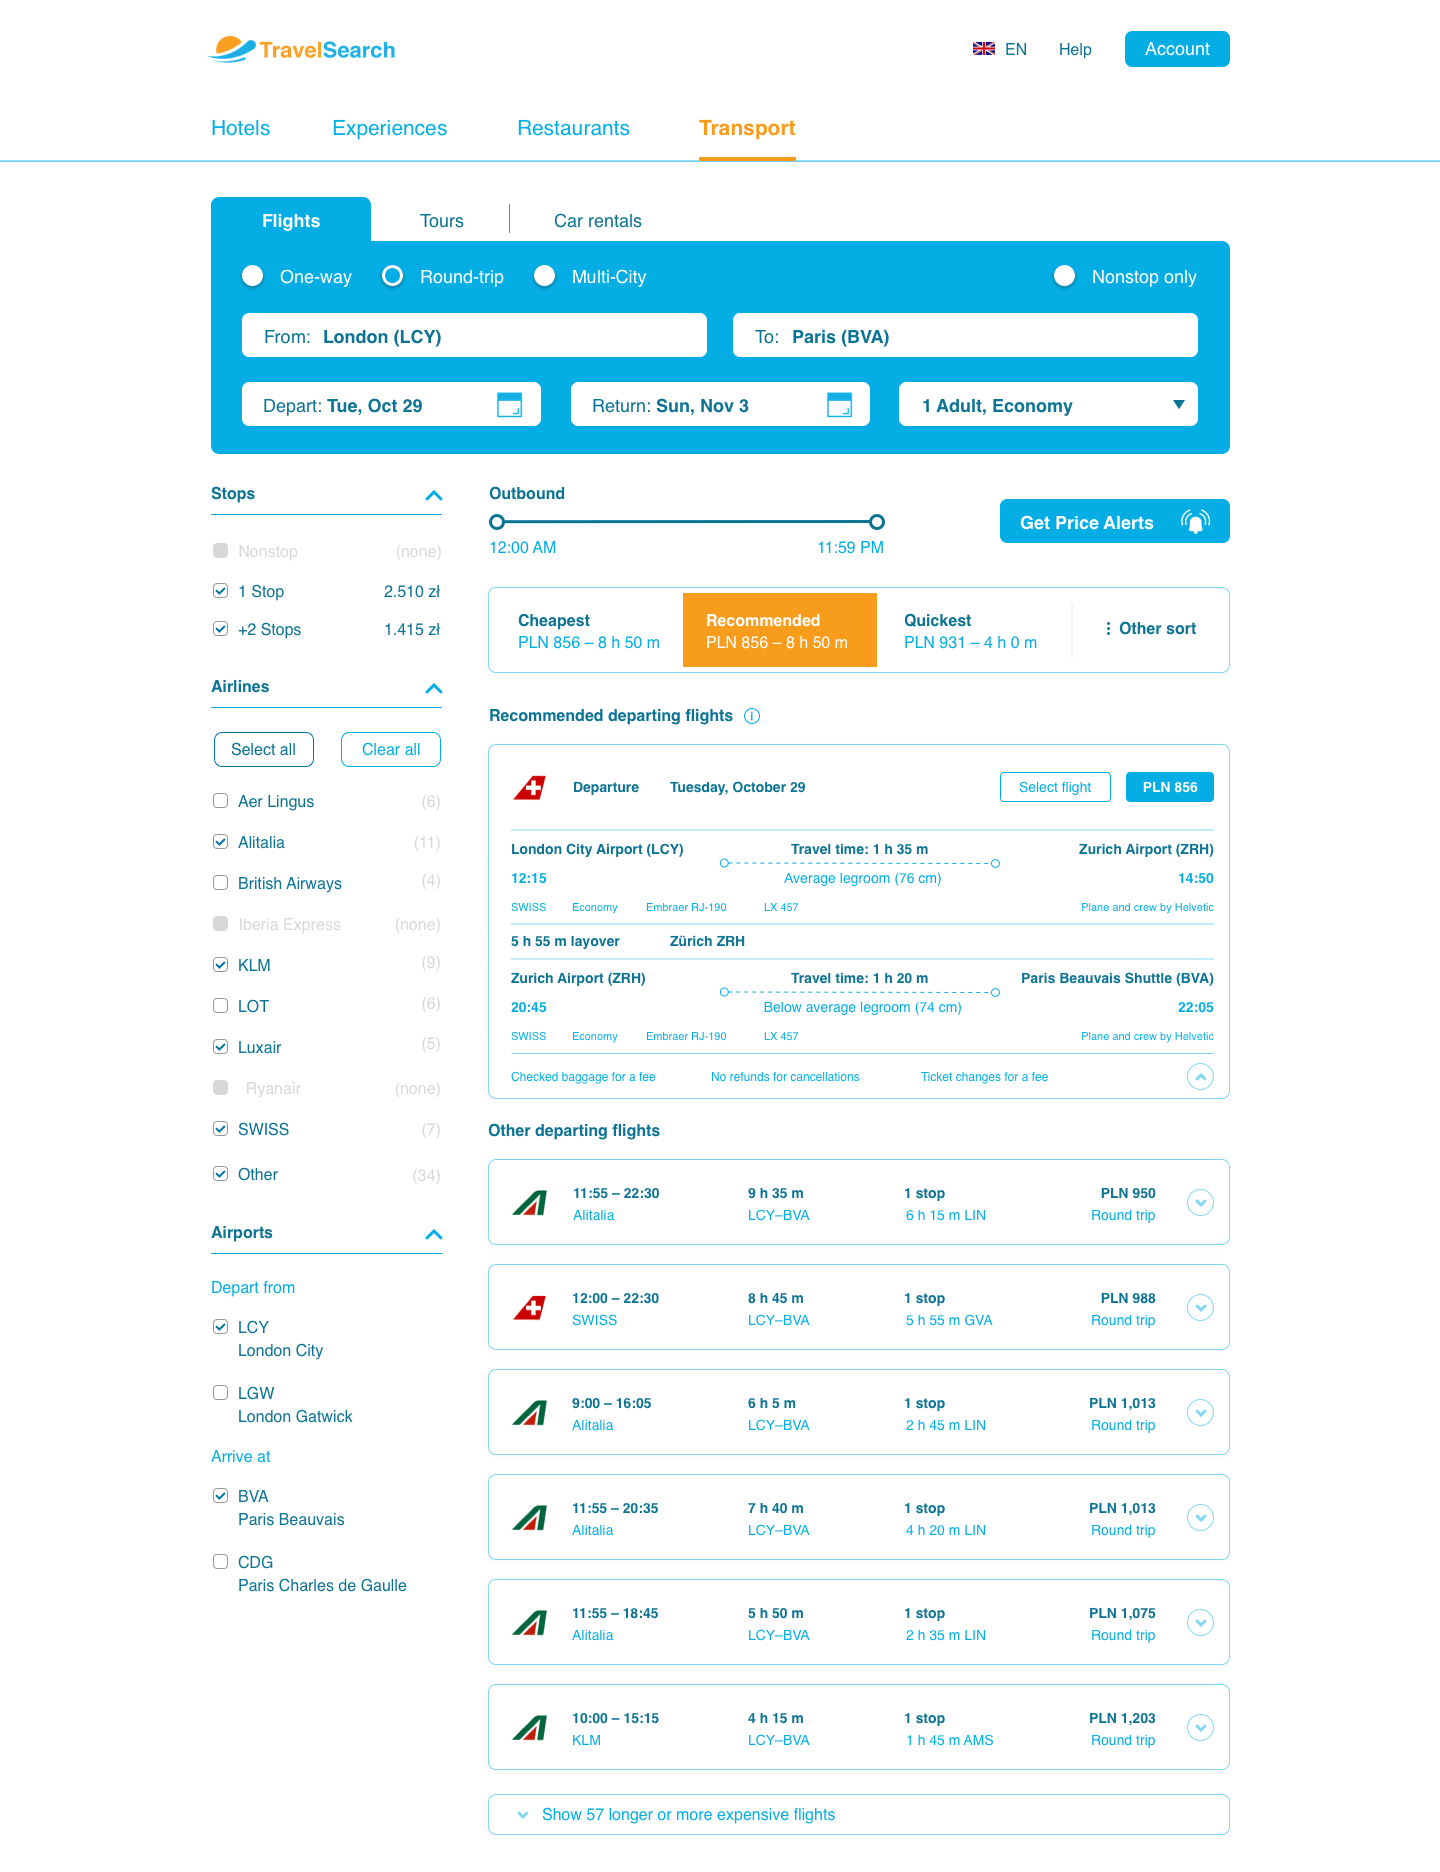 TravelSearch
EN Help Account
Hotels Experiences Restaurants Transport
Flights Tours Car rentals
One-way Round-trip Multi-City Nonstop only
From: London (LCY) To: Paris (BVA)
Depart: Tue, Oct 29 Return: Sun, Nov 3 1 Adult, Economy
Stops
Nonstop (none)
1 Stop 2.510 zł
+2 Stops 1.415 zł
Airlines
Select all Clear all
Aer Lingus (6)
Alitalia (11)
British Airways (4)
Iberia Express (none)
KLM (9)
LOT (6)
Luxair (5)
Ryanair (none)
SWISS (7)
Other (34)
Airports
Depart from
LCY
London City
LGW
London Gatwick
Arrive at
BVA
Paris Beauvais
CDG
Paris Charles de Gaulle
Outbound
12:00 AM 11:59 PM
Get Price Alerts
Cheapest
PLN 856 – 8 h 50 m
Recommended
PLN 856 – 8 h 50 m
Quickest
PLN 931 – 4 h 0 m
Other sort
Recommended departing flights i
Departure Tuesday, October 29 Select flight PLN 856
London City Airport (LCY) Travel time: 1 h 35 m Zurich Airport (ZRH)
12:15 Average legroom (76 cm) 14:50
SWISS Economy Embraer RJ-190 LX 457 Plane and crew by Helvetic
5 h 55 m layover Zürich ZRH
Zurich Airport (ZRH) Travel time: 1 h 20 m Paris Beauvais Shuttle (BVA)
20:45 Below average legroom (74 cm) 22:05
SWISS Economy Embraer RJ-190 LX 457 Plane and crew by Helvetic
Checked baggage for a fee No refunds for cancellations Ticket changes for a fee
Other departing flights
11:55 – 22:30 9 h 35 m 1 stop PLN 950
Alitalia LCY–BVA 6 h 15 m LIN Round trip
12:00 – 22:30 8 h 45 m 1 stop PLN 988
SWISS LCY–BVA 5 h 55 m GVA Round trip
9:00 – 16:05 6 h 5 m 1 stop PLN 1,013
Alitalia LCY–BVA 2 h 45 m LIN Round trip
11:55 – 20:35 7 h 40 m 1 stop PLN 1,013
Alitalia LCY–BVA 4 h 20 m LIN Round trip
11:55 – 18:45 5 h 50 m 1 stop PLN 1,075
Alitalia LCY–BVA 2 h 35 m LIN Round trip
10:00 – 15:15 4 h 15 m 1 stop PLN 1,203
KLM LCY–BVA 1 h 45 m AMS Round trip
Show 57 longer or more expensive flights